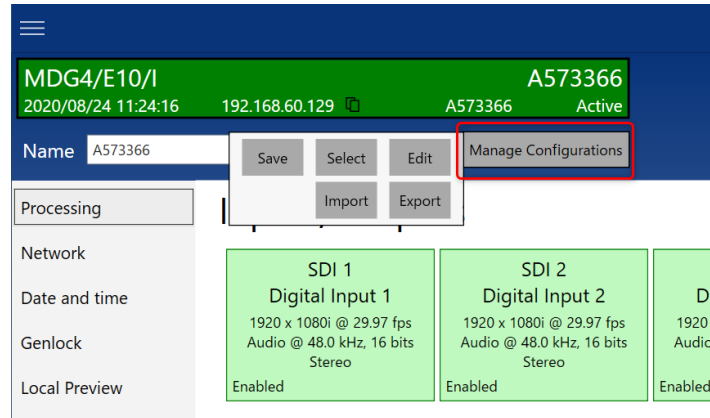 MDG4/E10/I A573366
2020/08/24 11:24:16 192.168.60.129 A573366 Active
Name A573366
Save Select Edit Manage Configurations
Import Export
Processing
Network
Date and time
Genlock
Local Preview
SDI 1
Digital Input 1
1920 x 1080i @ 29.97 fps
Audio @ 48.0 kHz, 16 bits
Stereo
Enabled
SDI 2
Digital Input 2
1920 x 1080i @ 29.97 fps
Audio @ 48.0 kHz, 16 bits
Stereo
Enabled
D
1920
Audio
Enabled